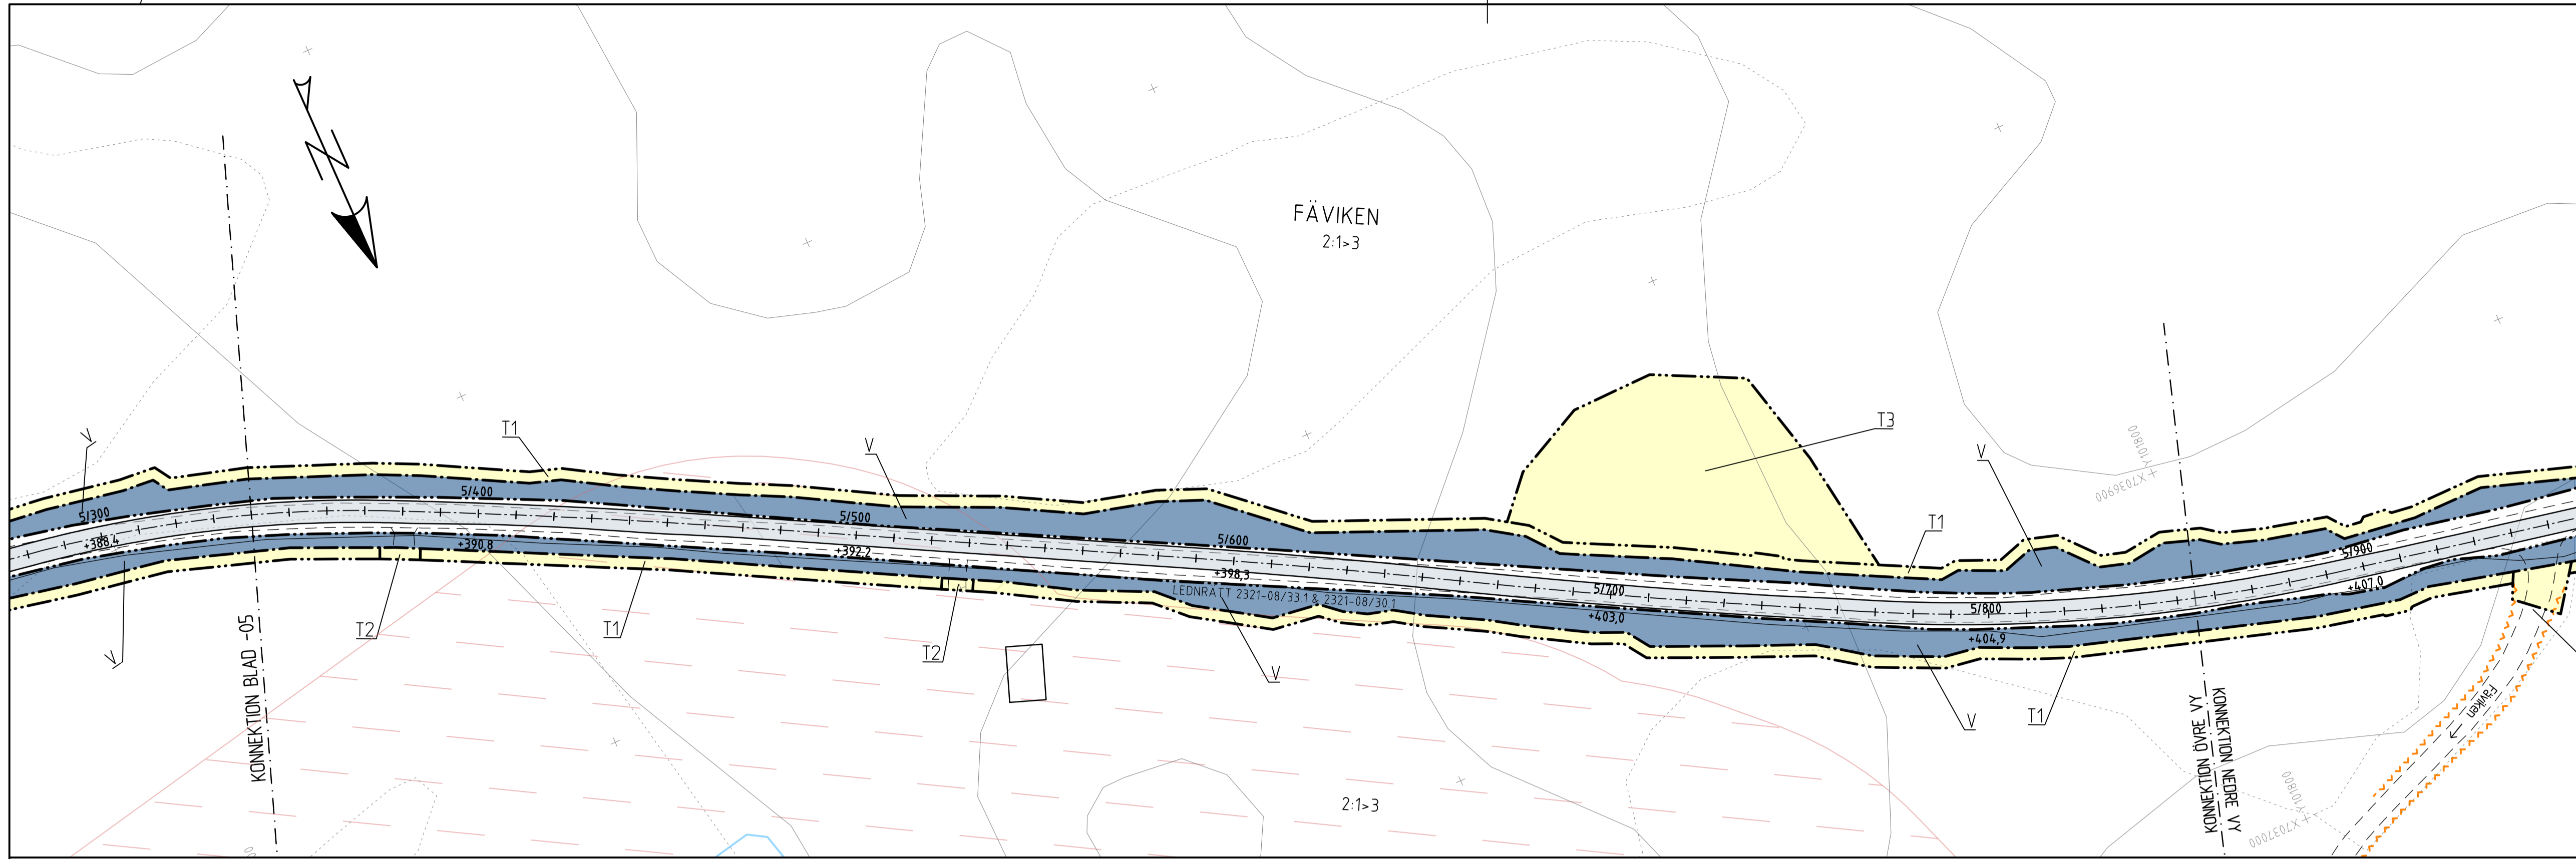 FÄVIKEN
2:1>3
T3
T1
V
V
V
T1
Y101800
X7036900
5/300
5/400
5/500
5/600
5/700
5/800
5/900
+388,4
+390,8
+392,2
+398,3
+403,0
+404,9
+407,0
LEDNRÄTT 2321-08/33.1 & 2321-08/30.1
V
T2
T1
T2
V
V
T1
KONNEKTION BLAD -05
KONNEKTION ÖVRE VY
KONNEKTION NEDRE VY
Fäviken
2:1>3
Y101800
X7037000